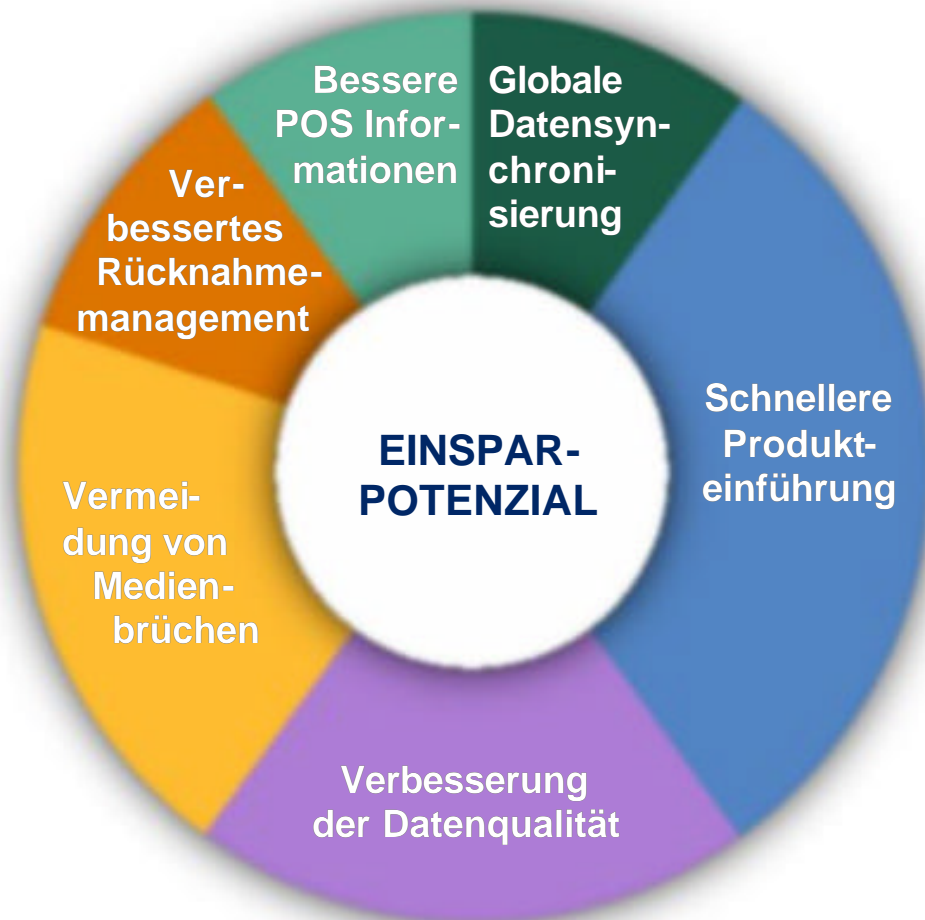 Bessere
POS Infor-
mationen
Globale
Datensyn-
chroni-
sierung
Ver-
bessertes
Rücknahme-
management
Schnellere
Produkt-
einführung
EINSPAR-
POTENZIAL
Vermei-
dung von
Medien-
brüchen
Verbesserung
der Datenqualität